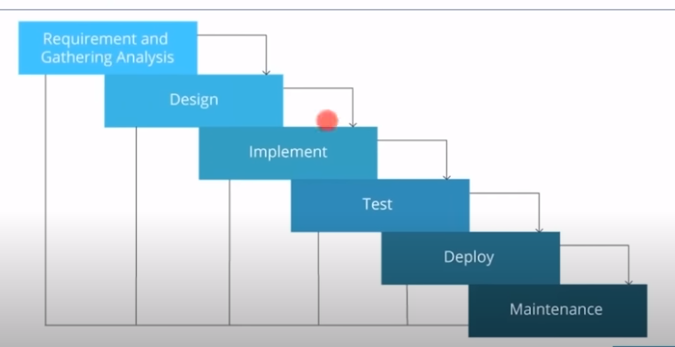 Requirement and
Gathering Analysis
Design
Implement
Test
Deploy
Maintenance